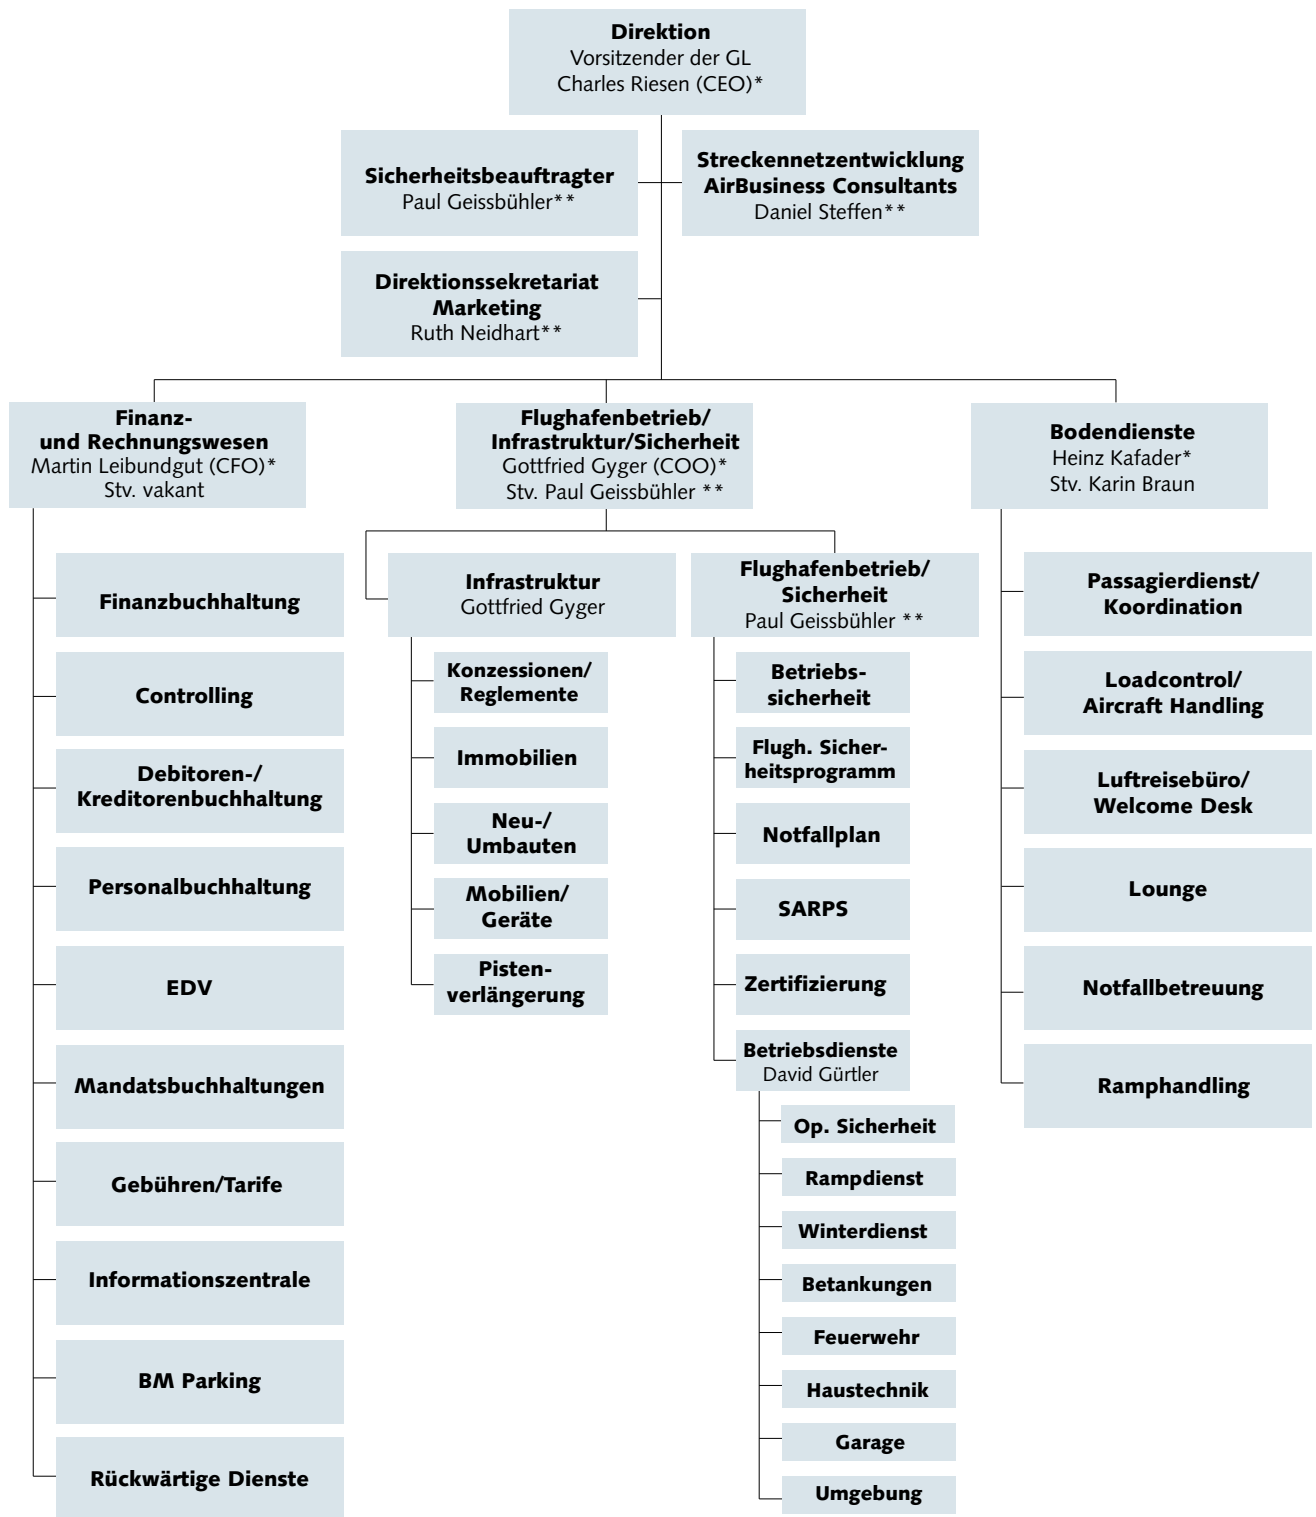 Direktion
Vorsitzender der GL
Charles Riesen (CEO)*
Sicherheitsbeauftragter
Paul Geissbühler**
Streckennetzentwicklung
AirBusiness Consultants
Daniel Steffen**
Direktionssekretariat
Marketing
Ruth Neidhart**
Finanz-
und Rechnungswesen
Martin Leibundgut (CFO)*
Stv. vakant
Finanzbuchhaltung
Controlling
Debitoren-/
Kreditorenbuchhaltung
Personalbuchhaltung
EDV
Mandatsbuchhaltungen
Gebühren/Tarife
Informationszentrale
BM Parking
Rückwärtige Dienste
Flughafenbetrieb/
Infrastruktur/Sicherheit
Gottfried Gyger (COO)*
Stv. Paul Geissbühler **
Infrastruktur
Gottfried Gyger
Konzessionen/
Reglemente
Immobilien
Neu-/
Umbauten
Mobilien/
Geräte
Pisten-
verlängerung
Flughafenbetrieb/
Sicherheit
Paul Geissbühler **
Betriebs-
sicherheit
Flugh. Sicher-
heitsprogramm
Notfallplan
SARPS
Zertifizierung
Betriebsdienste
David Gürtler
Op. Sicherheit
Rampdienst
Winterdienst
Betankungen
Feuerwehr
Haustechnik
Garage
Umgebung
Bodendienste
Heinz Kafader*
Stv. Karin Braun
Passagierdienst/
Koordination
Loadcontrol/
Aircraft Handling
Luftreisebüro/
Welcome Desk
Lounge
Notfallbetreuung
Ramphandling